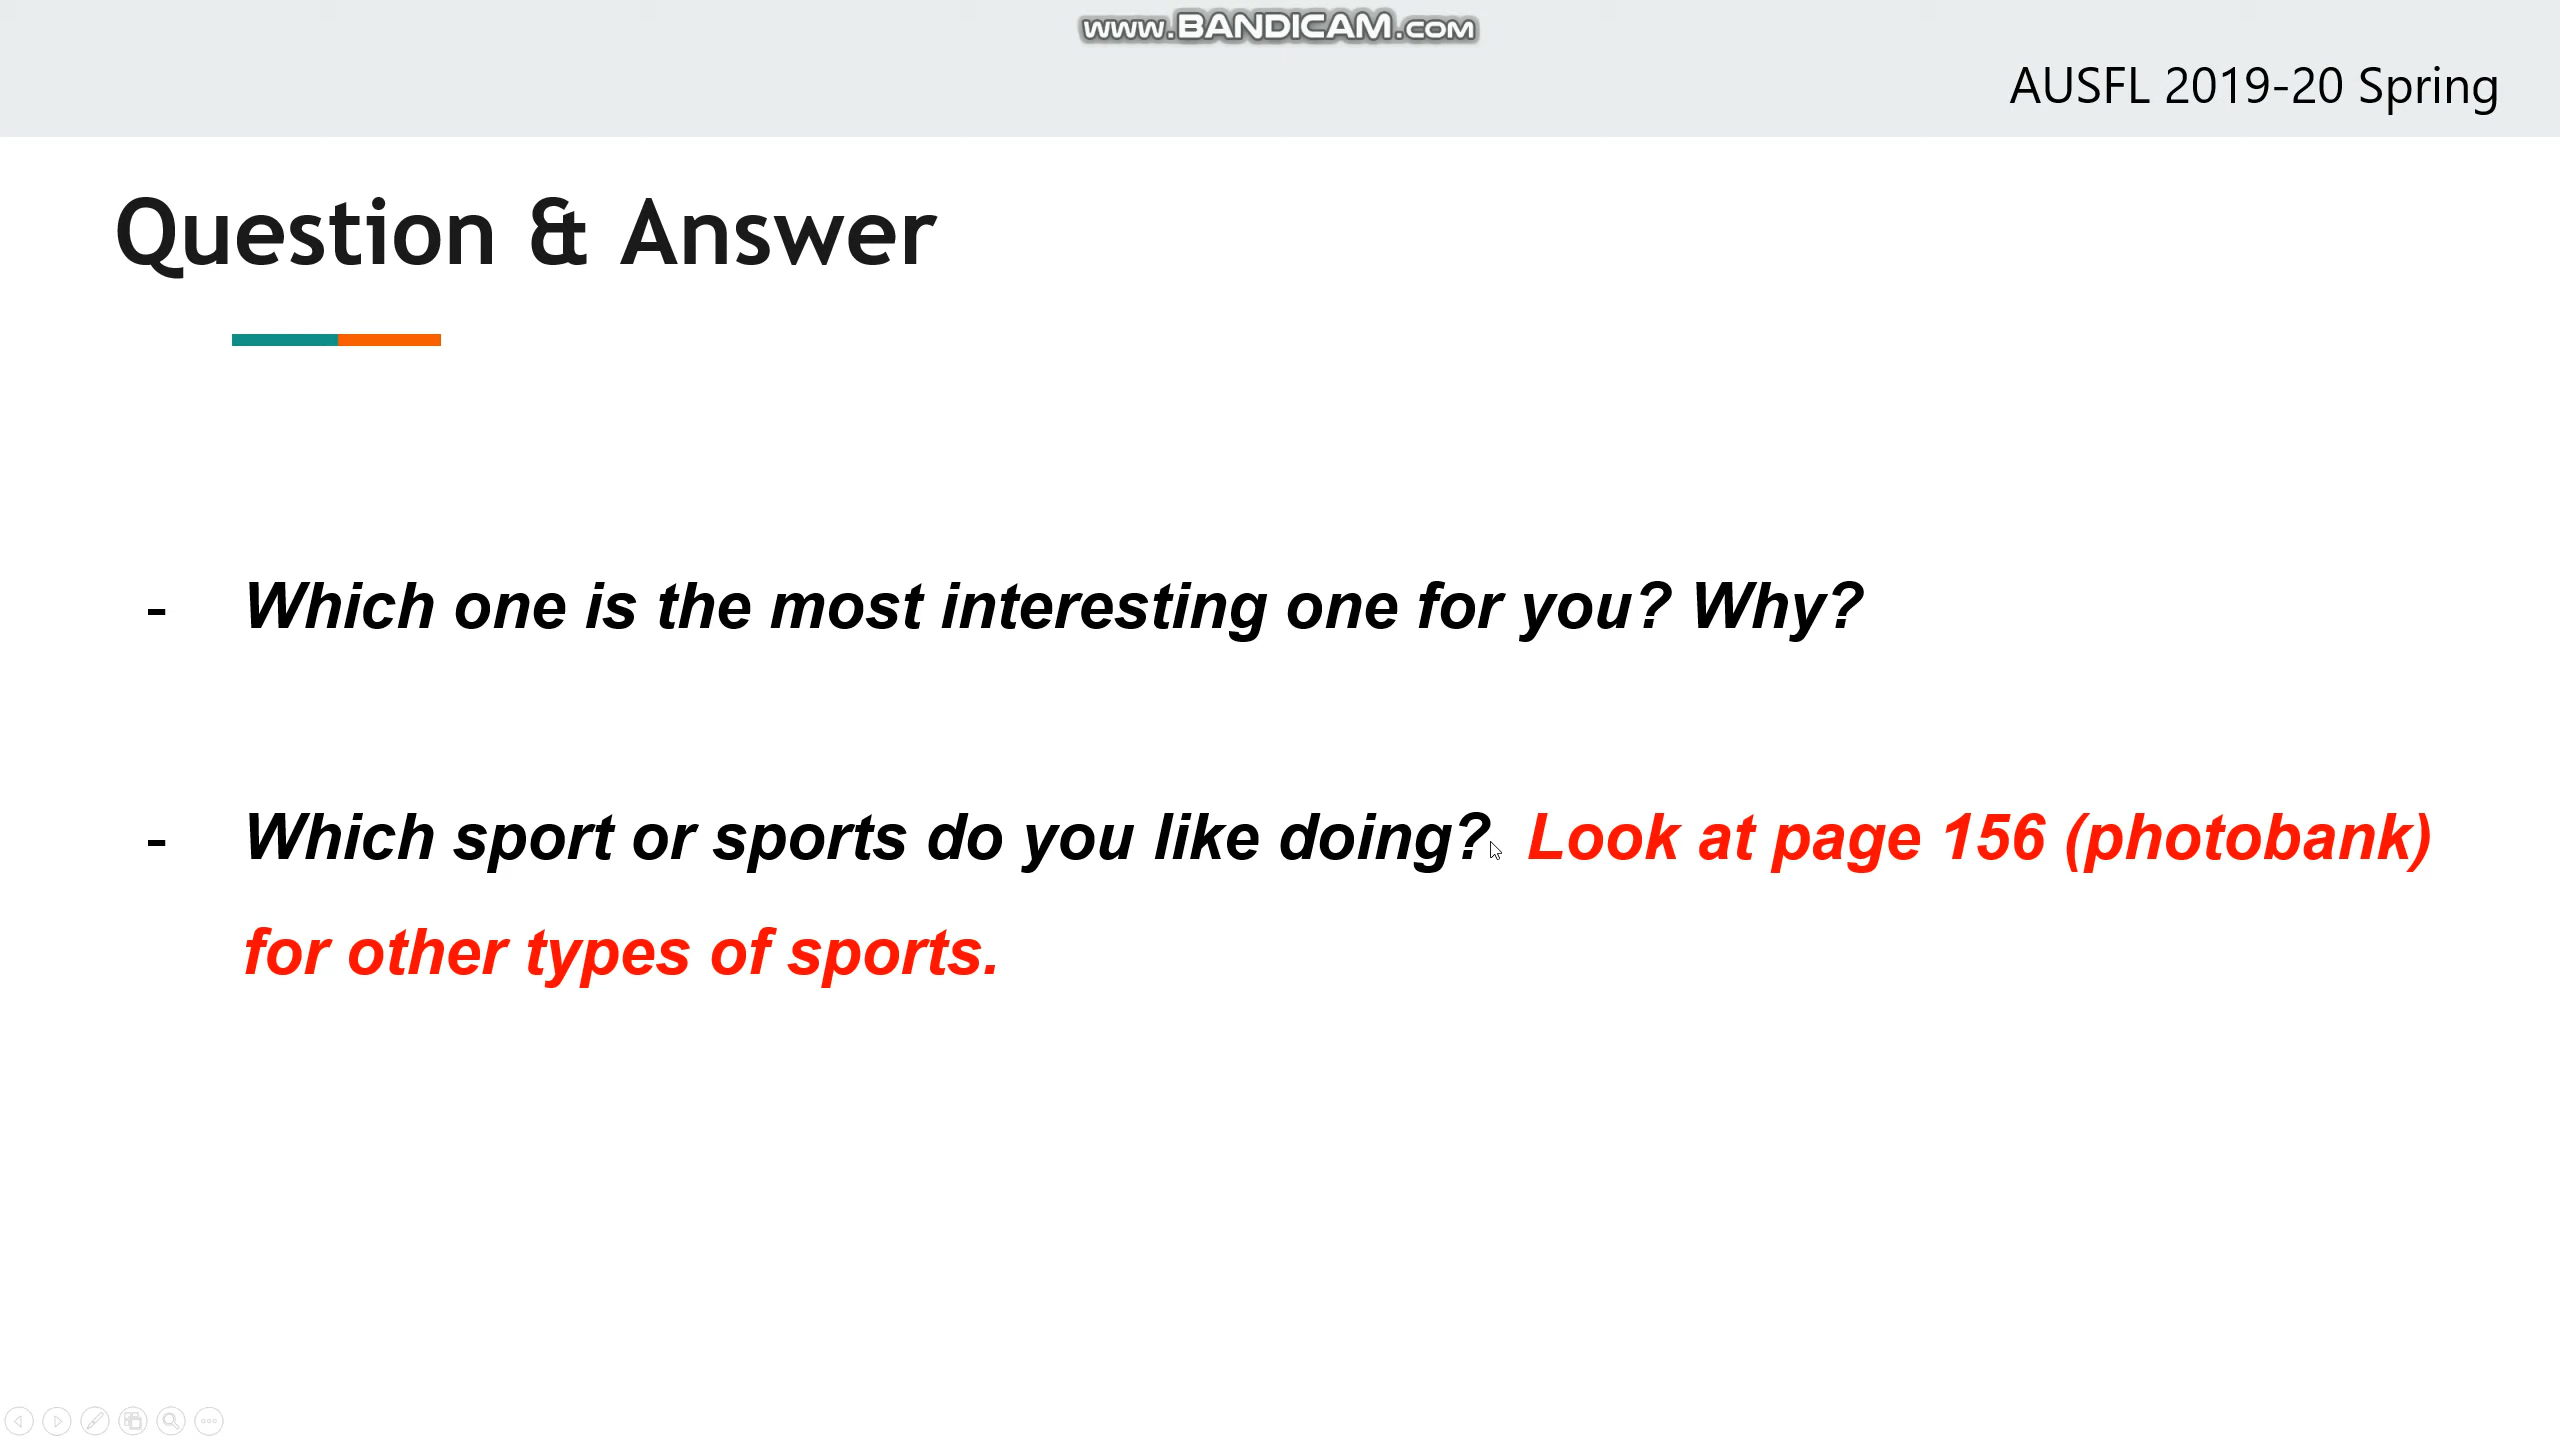 www.BANDICAM.com
AUSFL 2019-20 Spring
Question & Answer
- Which one is the most interesting one for you? Why?
- Which sport or sports do you like doing? Look at page 156 (photobank)
for other types of sports.